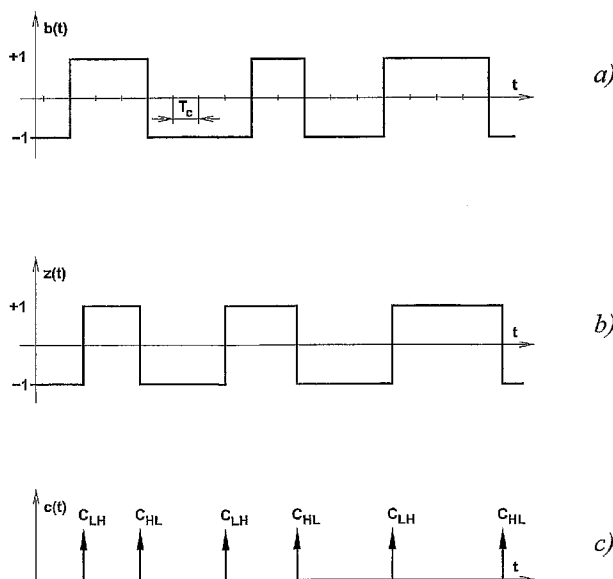 b(t)
+1
t
a)
T_c
−1
z(t)
+1
t
b)
−1
c(t)
C_LH C_HL C_LH C_HL C_LH C_HL
c)
t